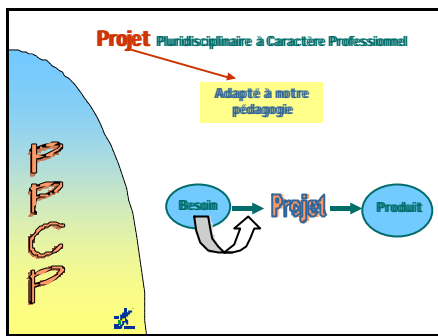 Projet Pluridisciplinaire à Caractère Professionnel
Adapté à notre
pédagogie
P
P
C
P
Besoin Projet Produit